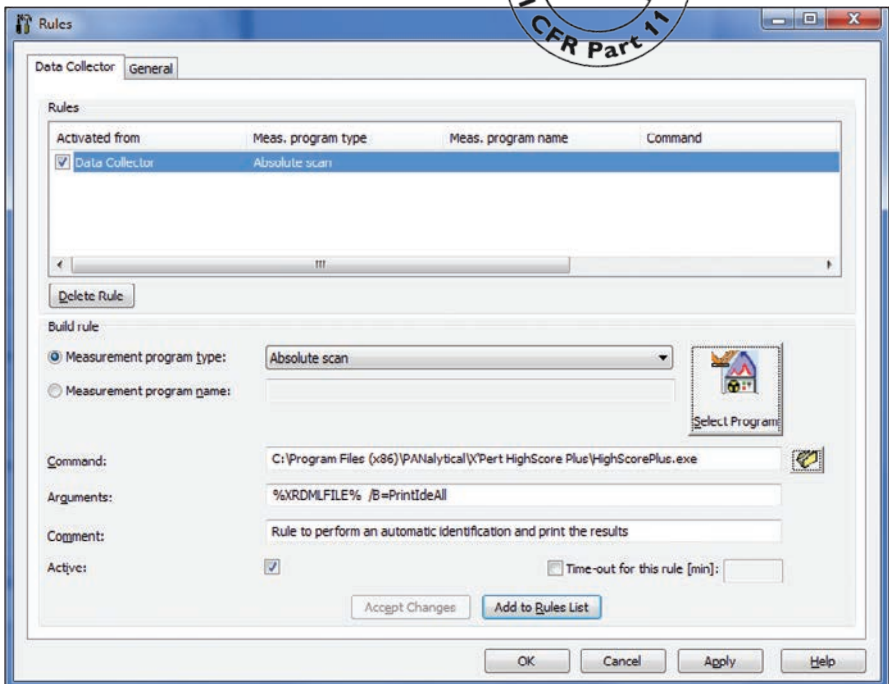 CFR Part 11
Rules
Data Collector General
Rules
Activated from Meas. program type Meas. program name Command
Data Collector Absolute scan
Delete Rule
Build rule
Measurement program type: Absolute scan
Measurement program name:
Select Program
Command: C:\Program Files (x86)\PANalytical\X'Pert HighScore Plus\HighScorePlus.exe
Arguments: %XRDMLFILE% /B=PrintIdeAll
Comment: Rule to perform an automatic identification and print the results
Active: Time-out for this rule [min]:
Accept Changes Add to Rules List
OK Cancel Apply Help